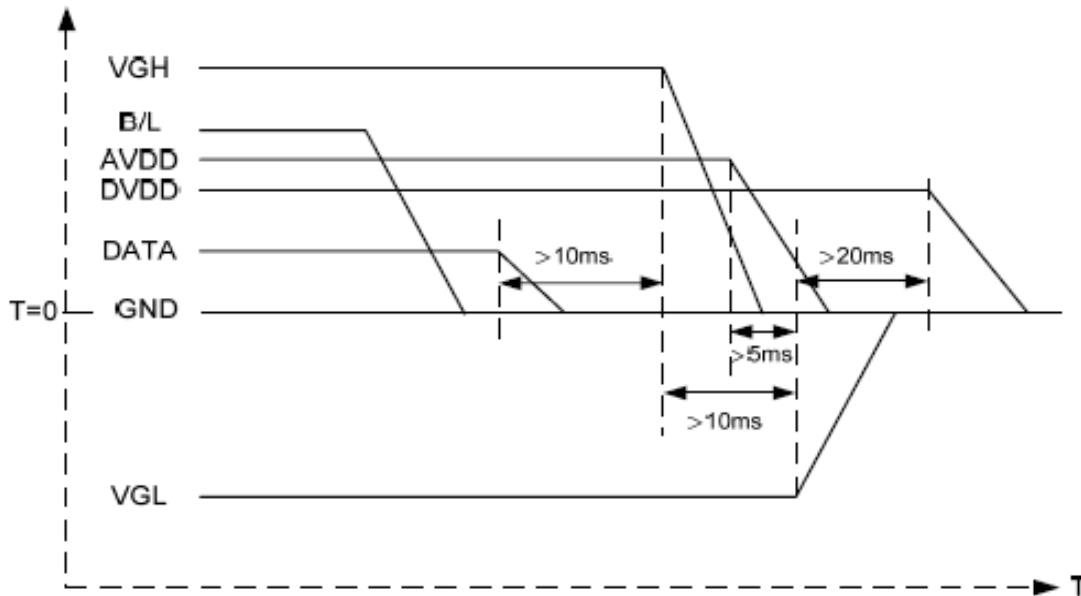 VGH
B/L
AVDD
DVDD
DATA
>10ms
>20ms
T=0
GND
>5ms
>10ms
VGL
T